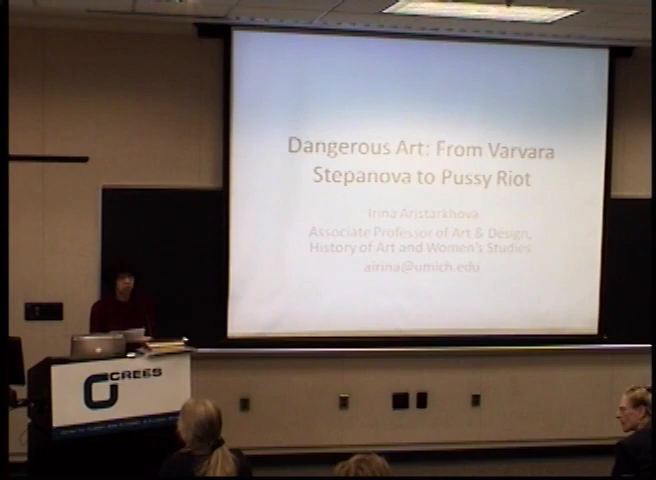 Dangerous Art: From Varvara
Stepanova to Pussy Riot
Irina Aristarkhova
Associate Professor of Art & Design,
History of Art and Women's Studies
airina@umich.edu
CREES